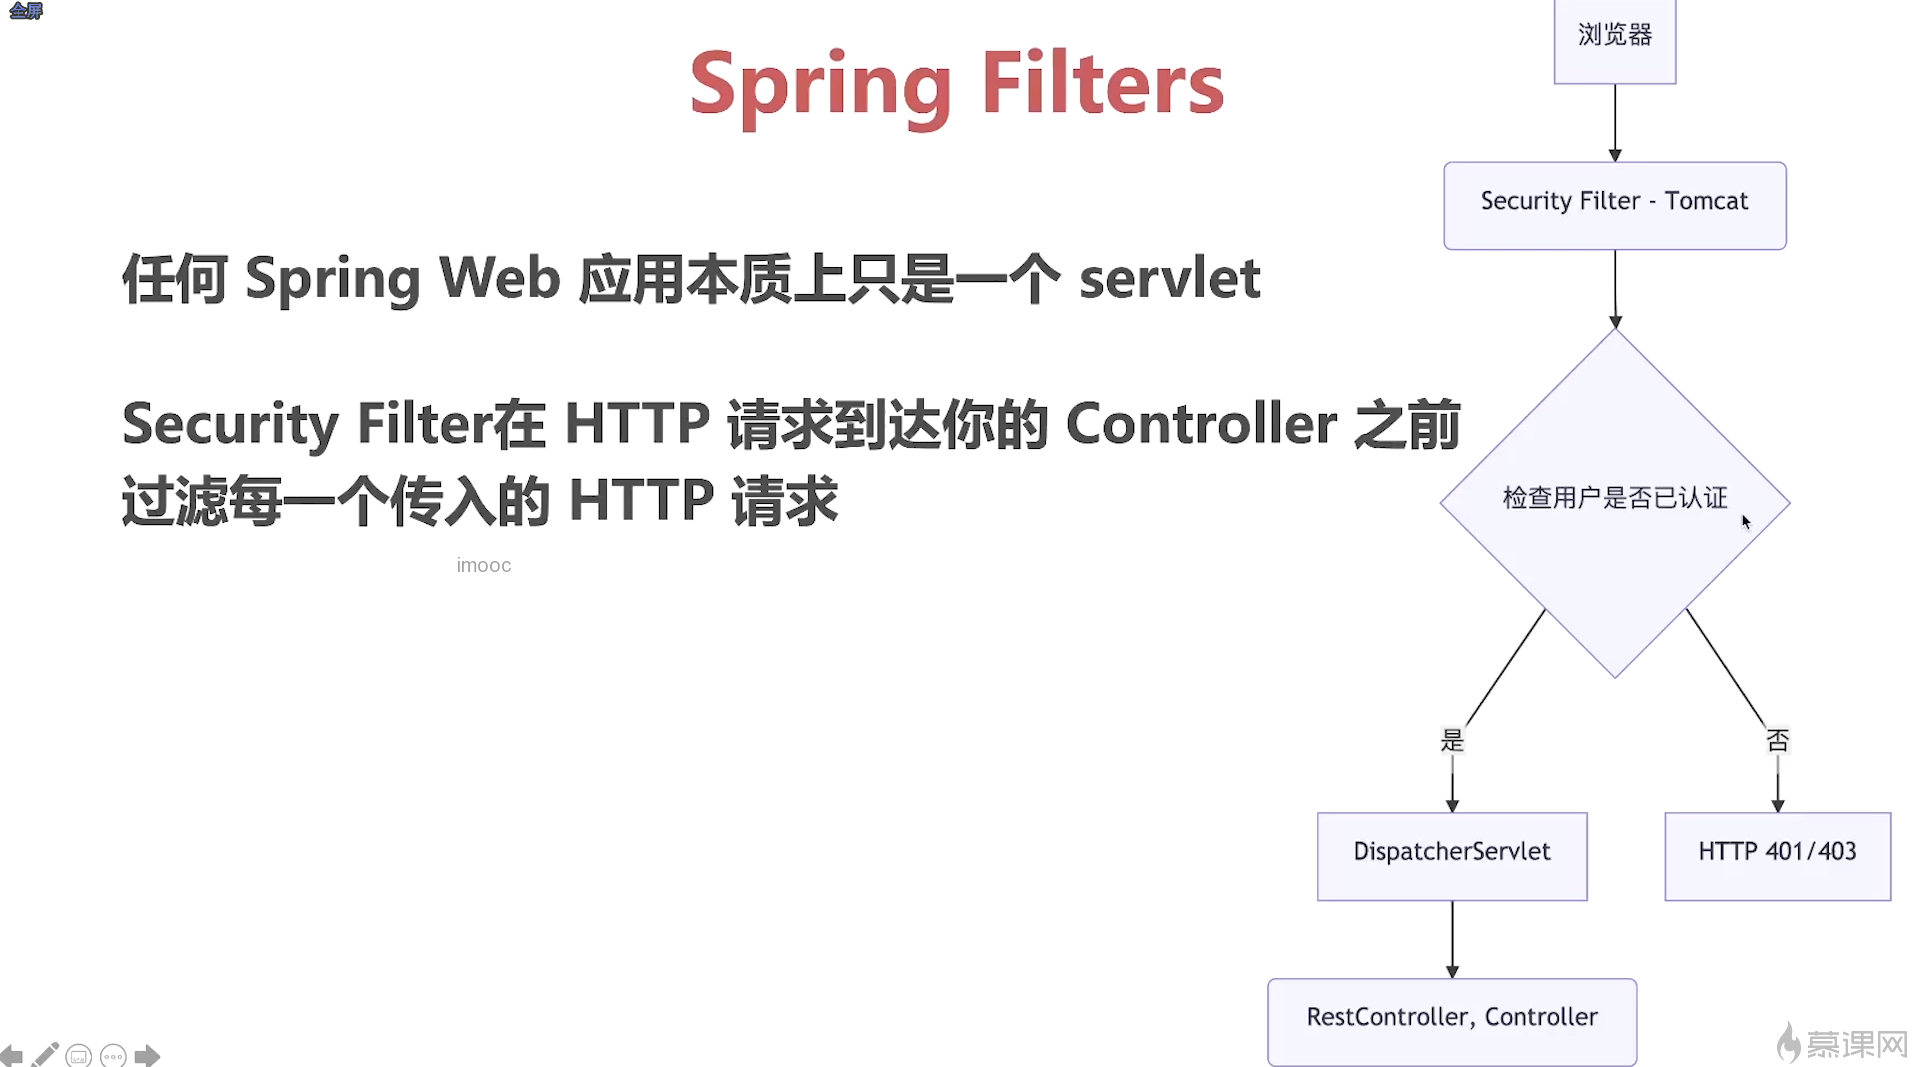 全屏
Spring Filters
任何 Spring Web 应用本质上只是一个 servlet
Security Filter在 HTTP 请求到达你的 Controller 之前
过滤每一个传入的 HTTP 请求
imooc
浏览器
Security Filter - Tomcat
检查用户是否已认证
是
否
DispatcherServlet
HTTP 401/403
RestController, Controller
慕课网